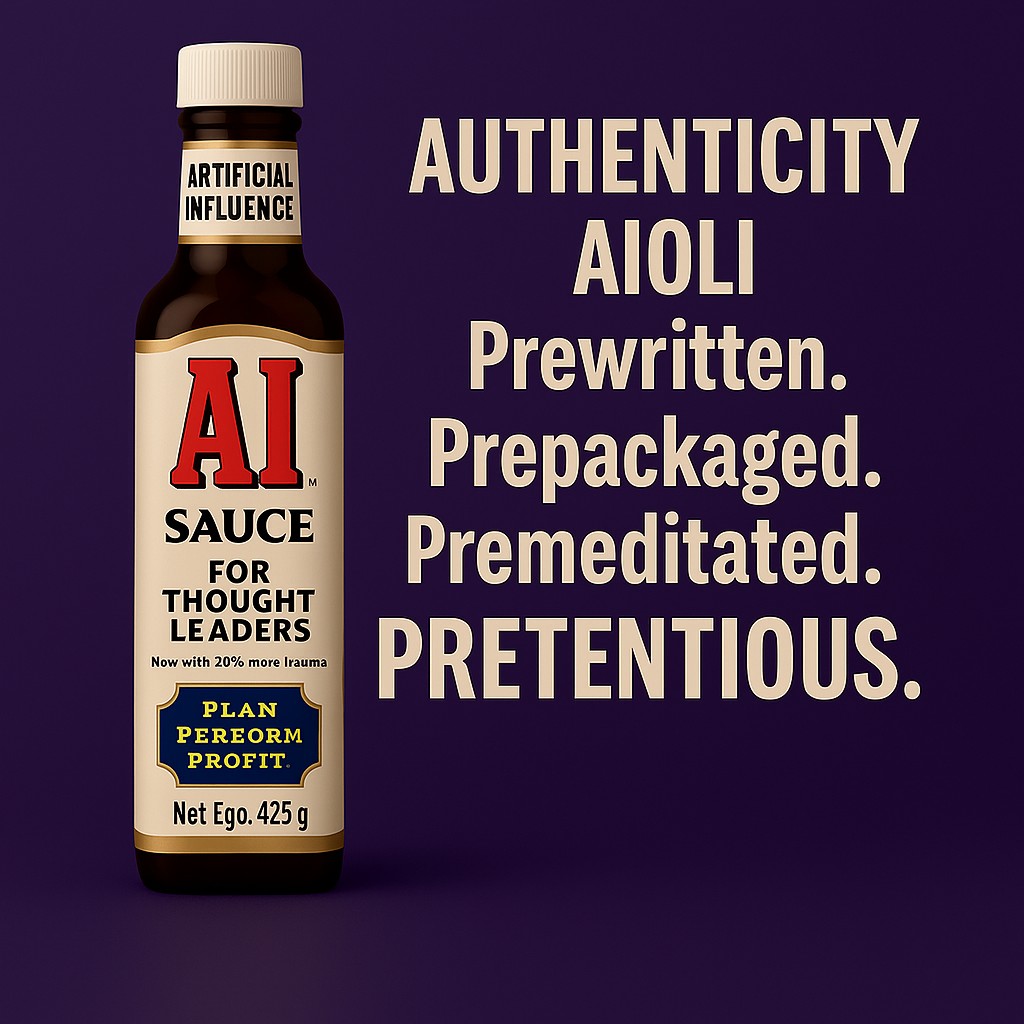 ARTIFICIAL
INFLUENCE
AI
M
SAUCE
FOR
THOUGHT
LEADERS
Now with 20% more Irauma
PLAN
PEREORM
PROFIT
Net Ego. 425 g
AUTHENTICITY
AIOLI
Prewritten.
Prepackaged.
Premeditated.
PRETENTIOUS.